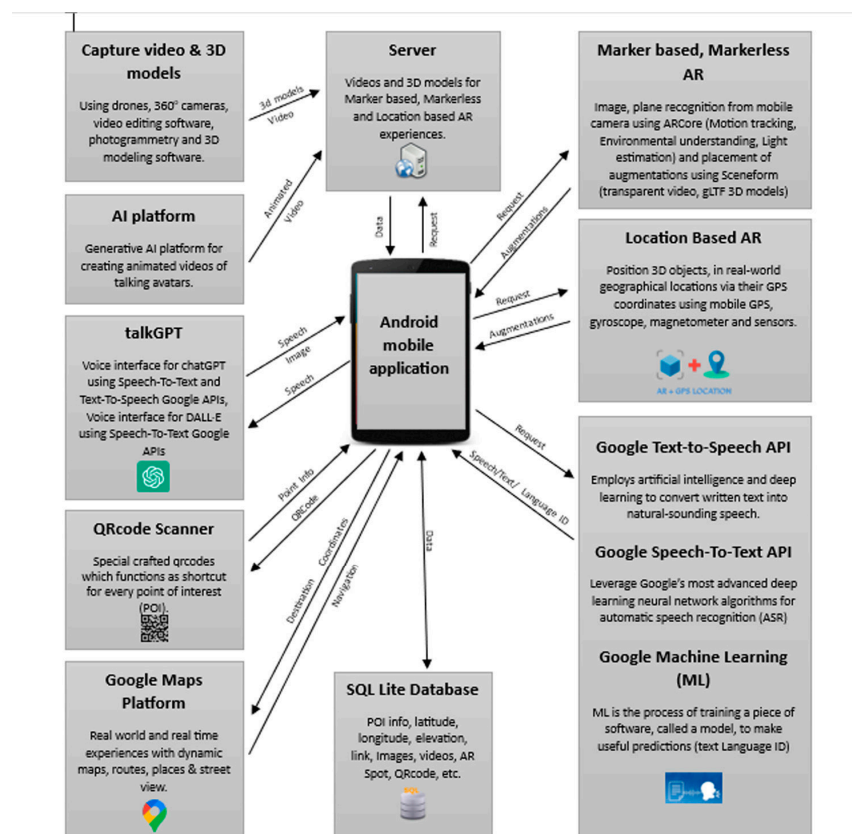 Capture video & 3D
models
Using drones, 360° cameras,
video editing software,
photogrammetry and 3D
modeling software.
3d models
Video
Server
Videos and 3D models for
Marker based, Markerless
and Location based AR
experiences.
Marker based, Markerless
AR
Image, plane recognition from mobile
camera using ARCore (Motion tracking,
Environmental understanding, Light
estimation) and placement of
augmentations using Sceneform
(transparent video, gLTF 3D models)
AI platform
Generative AI platform for
creating animated videos of
talking avatars.
Animated
Video
Data
Request
Request
Augmentations
Location Based AR
Position 3D objects, in real-world
geographical locations via their GPS
coordinates using mobile GPS,
gyroscope, magnetometer and sensors.
AR + GPS LOCATION
Request
Augmentations
Android
mobile
application
talkGPT
Voice interface for chatGPT
using Speech-To-Text and
Text-To-Speech Google APIs,
Voice interface for DALL·E
using Speech-To-Text Google
APIs
Speech
Image
Speech
Request
Speech/Text/ Language ID
Google Text-to-Speech API
Employs artificial intelligence and deep
learning to convert written text into
natural-sounding speech.
Google Speech-To-Text API
Leverage Google's most advanced deep
learning neural network algorithms for
automatic speech recognition (ASR)
Google Machine Learning
(ML)
ML is the process of training a piece of
software, called a model, to make
useful predictions (text Language ID)
QRcode Scanner
Special crafted qrcodes
which functions as shortcut
for every point of interest
(POI).
Point Info
QRCode
Destination Coordinates
Navigation
Data
Google Maps
Platform
Real world and real time
experiences with dynamic
maps, routes, places & street
view.
SQL Lite Database
POI info, latitude,
longitude, elevation,
link, Images, videos, AR
Spot, QRcode, etc.
SQL